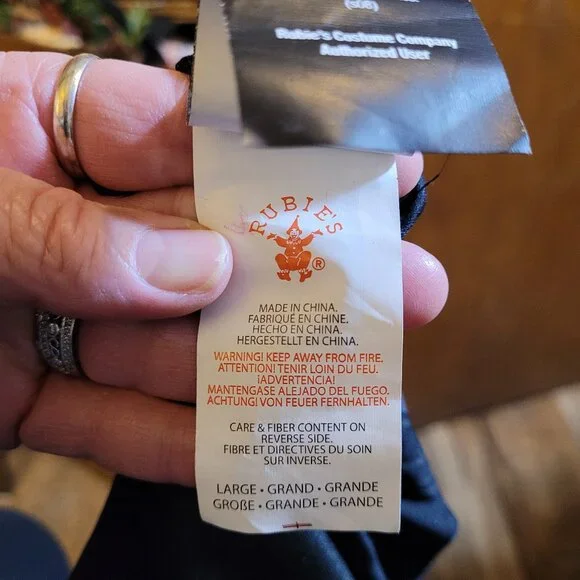 (S06)
Rubie's Costume Company
Authorized User
RUBIE'S
®
MADE IN CHINA.
FABRIQUÉ EN CHINE.
HECHO EN CHINA.
HERGESTELLT IN CHINA.
WARNING! KEEP AWAY FROM FIRE.
ATTENTION! TENIR LOIN DU FEU.
¡ADVERTENCIA!
MANTENGASE ALEJADO DEL FUEGO.
ACHTUNG! VON FEUER FERNHALTEN.
CARE & FIBER CONTENT ON
REVERSE SIDE.
FIBRE ET DIRECTIVES DU SOIN
SUR INVERSE.
LARGE • GRAND • GRANDE
GROßE • GRANDE • GRANDE